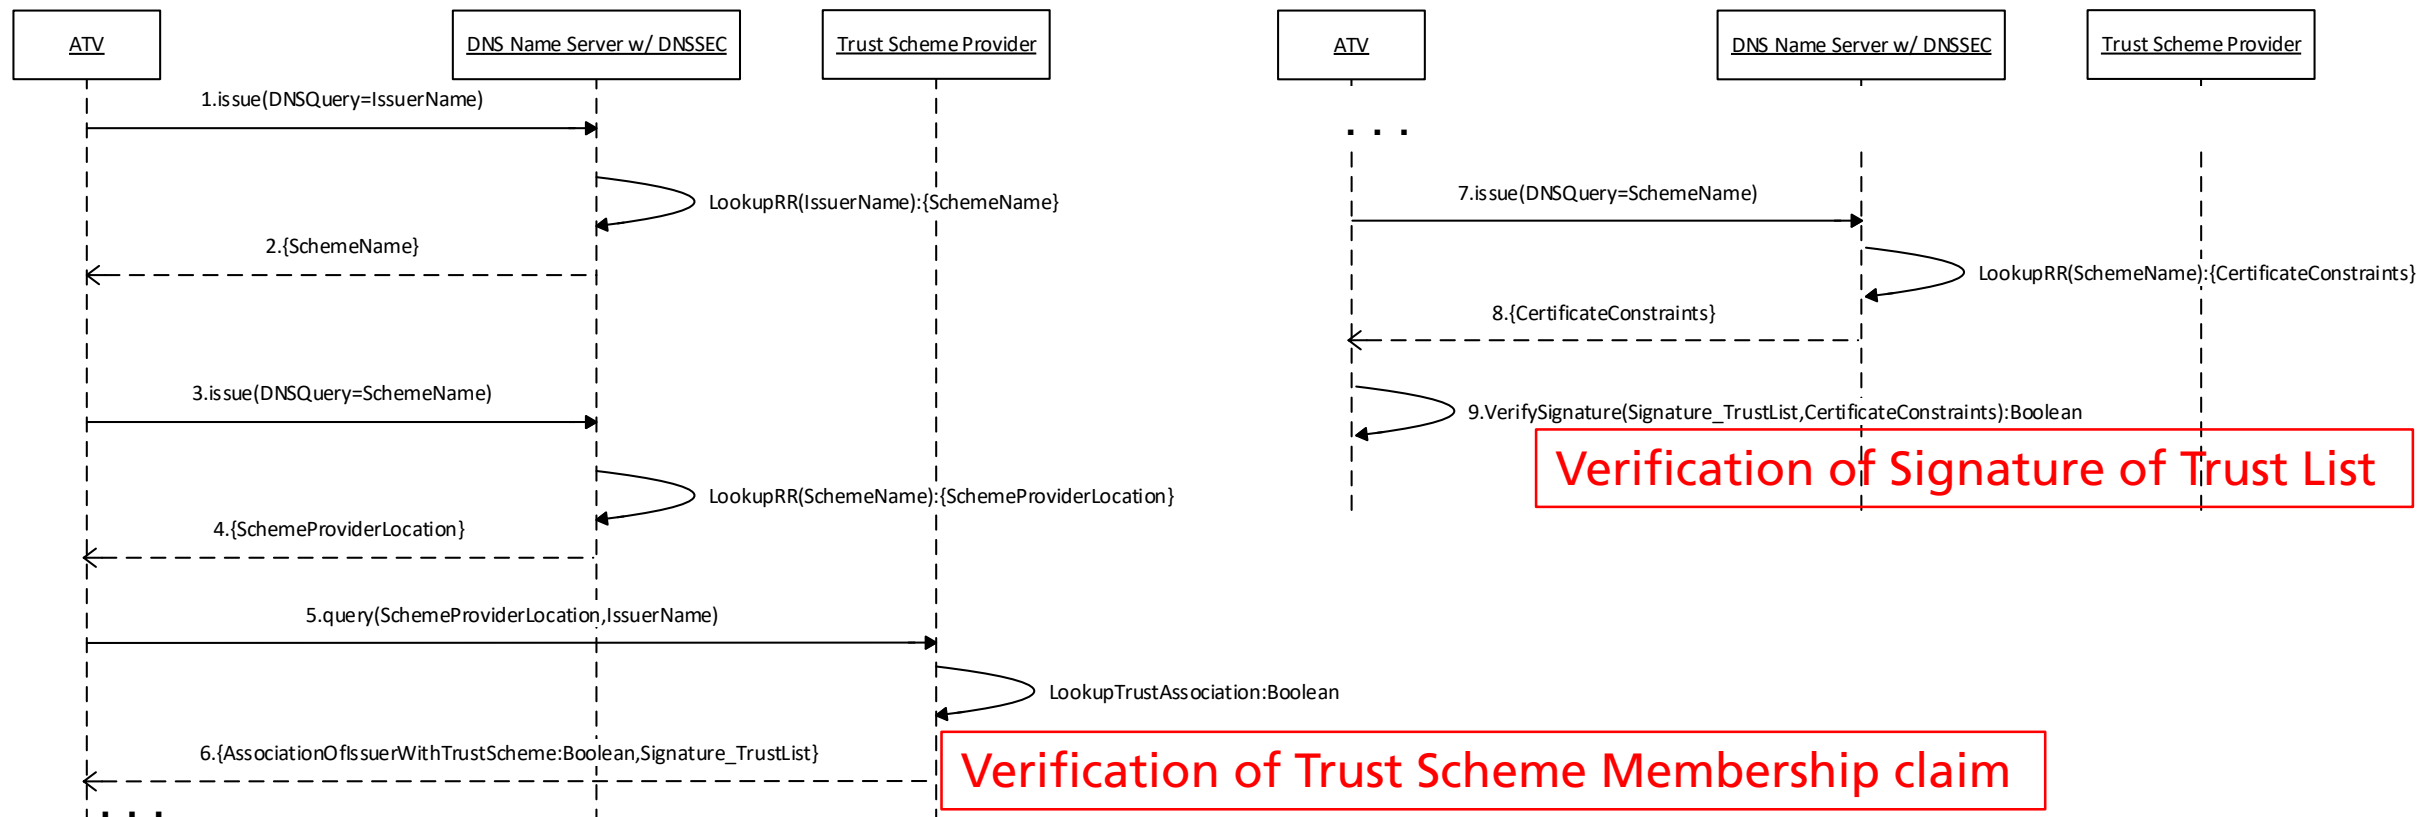 ATV
DNS Name Server w/ DNSSEC
Trust Scheme Provider
1.issue(DNSQuery=IssuerName)
LookupRR(IssuerName):{SchemeName}
2.{SchemeName}
3.issue(DNSQuery=SchemeName)
LookupRR(SchemeName):{SchemeProviderLocation}
4.{SchemeProviderLocation}
5.query(SchemeProviderLocation,IssuerName)
LookupTrustAssociation:Boolean
6.{AssociationOfIssuerWithTrustScheme:Boolean,Signature_TrustList}
Verification of Trust Scheme Membership claim
. . .
ATV
DNS Name Server w/ DNSSEC
Trust Scheme Provider
. . .
7.issue(DNSQuery=SchemeName)
LookupRR(SchemeName):{CertificateConstraints}
8.{CertificateConstraints}
9.VerifySignature(Signature_TrustList,CertificateConstraints):Boolean
Verification of Signature of Trust List